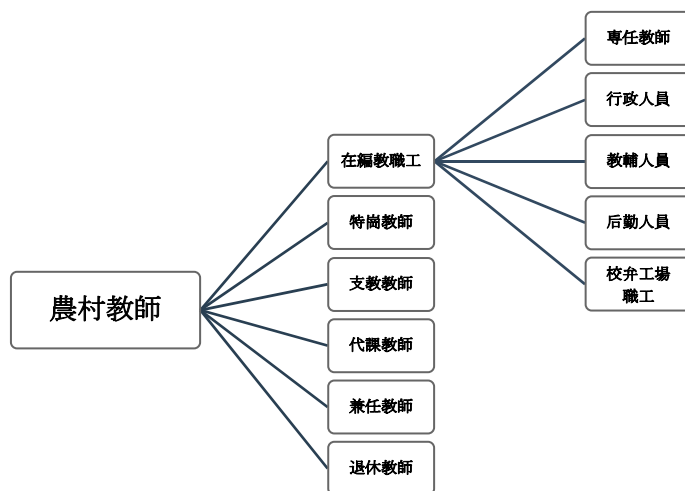 専任教師
行政人員
在編教職工
教輔人員
特崗教師
后勤人員
支教教師
校弁工場
職工
農村教師
代課教師
兼任教師
退休教師